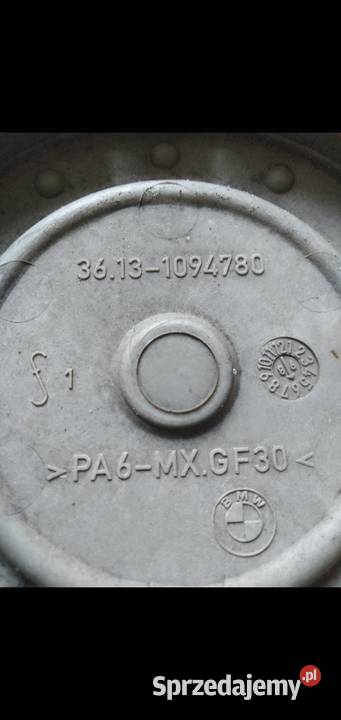 36.13-1094780
1
>PA6-MX.GF30<
BMW
Sprzedajemy.pl